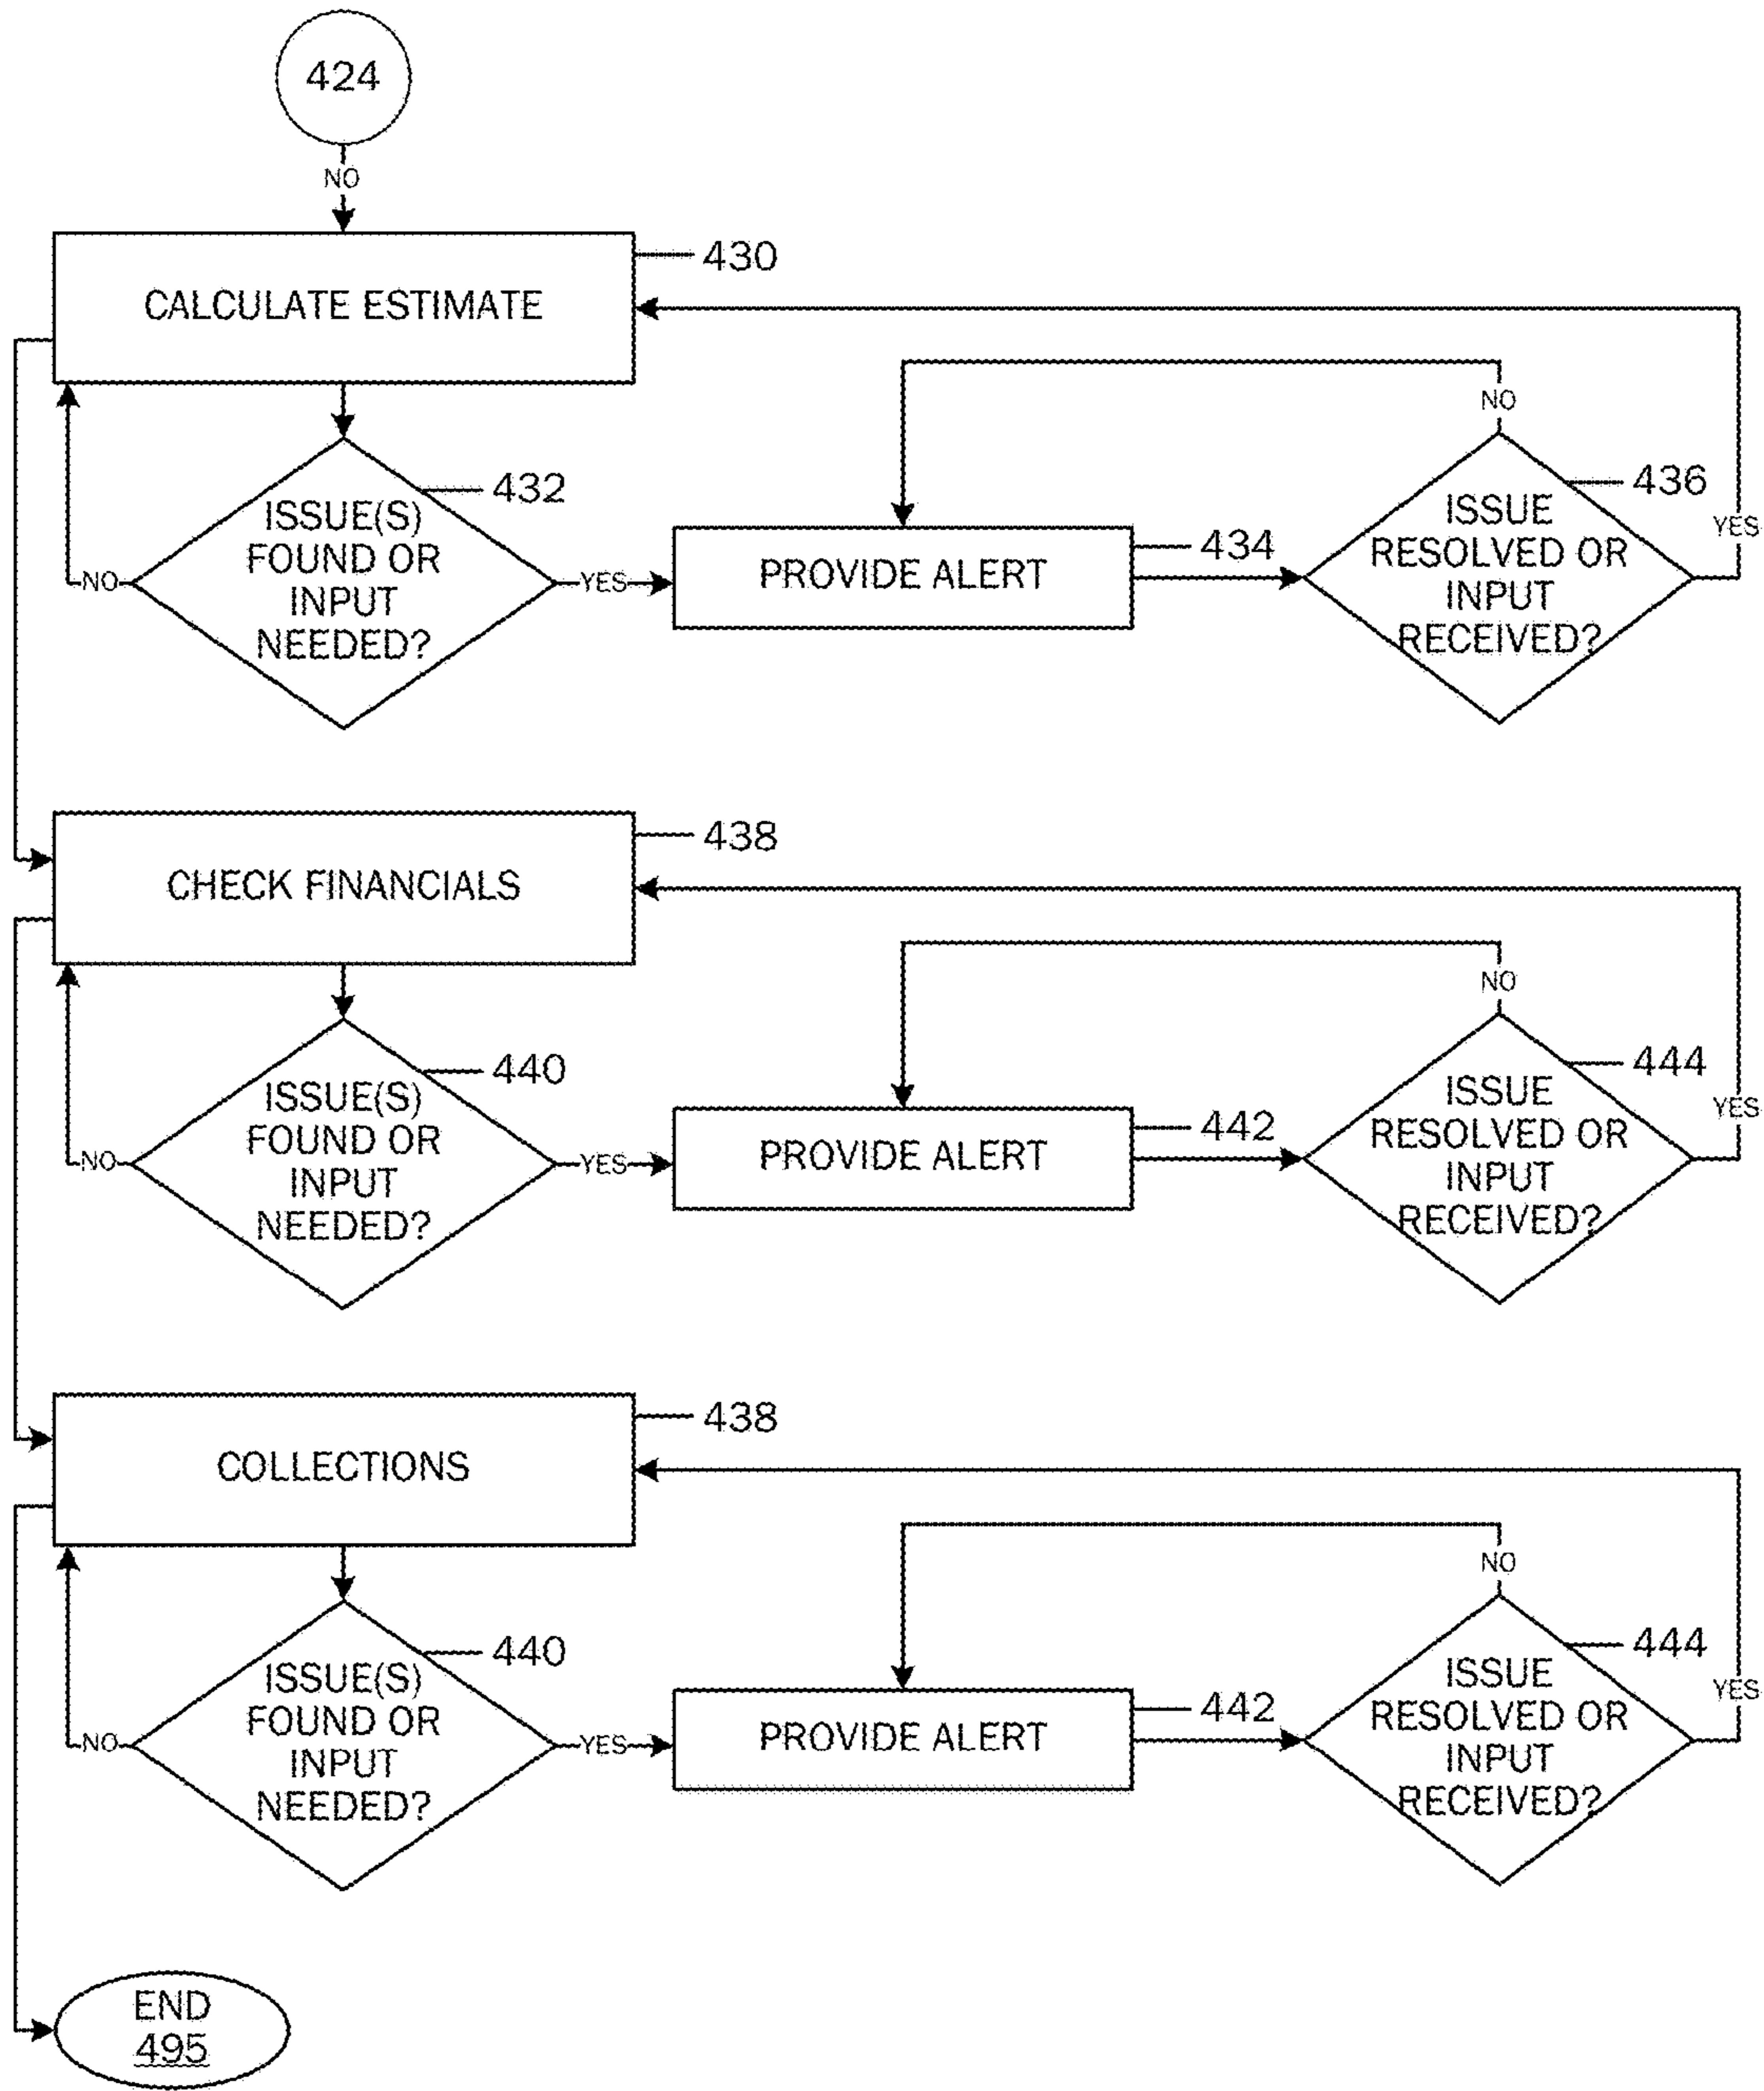 424
NO
430
CALCULATE ESTIMATE
NO
432
436
ISSUE(S)
FOUND OR
INPUT
NEEDED?
NO
YES
434
PROVIDE ALERT
ISSUE
RESOLVED OR
INPUT
RECEIVED?
YES
438
CHECK FINANCIALS
NO
440
444
ISSUE(S)
FOUND OR
INPUT
NEEDED?
NO
YES
442
PROVIDE ALERT
ISSUE
RESOLVED OR
INPUT
RECEIVED?
YES
438
COLLECTIONS
NO
440
444
ISSUE(S)
FOUND OR
INPUT
NEEDED?
NO
YES
442
PROVIDE ALERT
ISSUE
RESOLVED OR
INPUT
RECEIVED?
YES
END
495